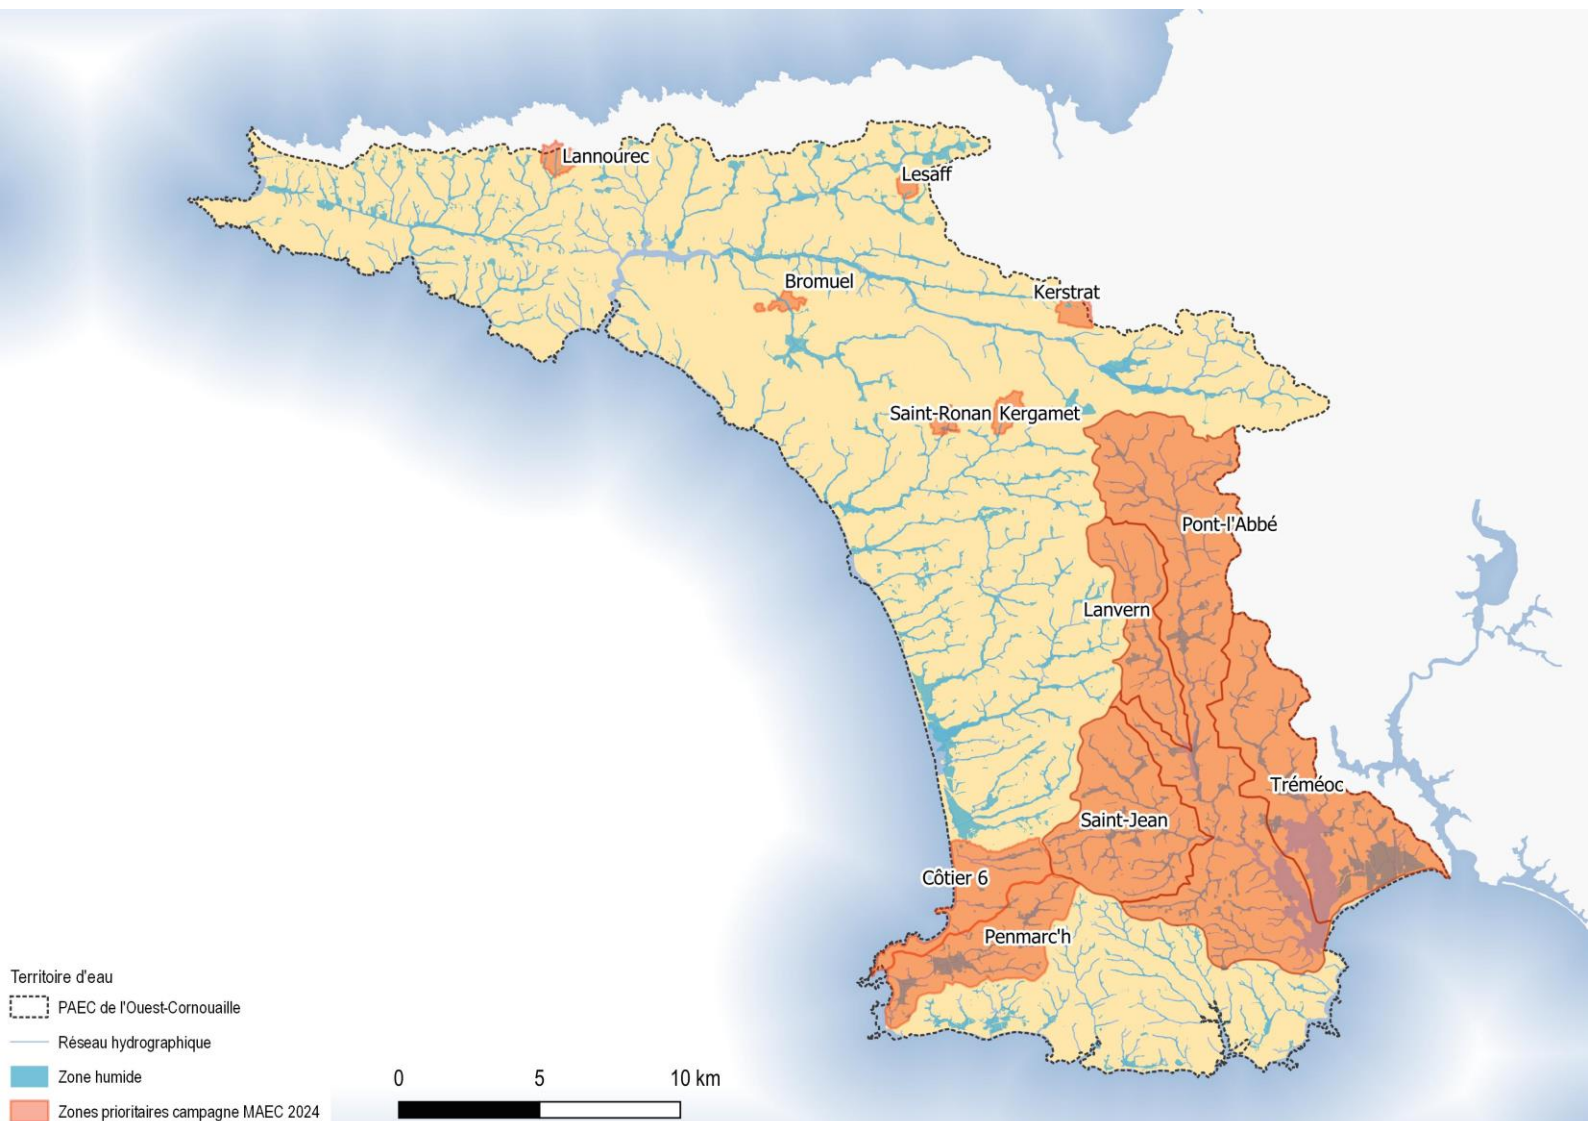 Lannourec
Lesaff
Bromuel
Kerstrat
Saint-Ronan
Kergamet
Pont-l'Abbé
Lanvern
Tréméoc
Saint-Jean
Côtier 6
Penmarc'h
Territoire d'eau
PAEC de l'Ouest-Cornouaille
Réseau hydrographique
Zone humide
Zones prioritaires campagne MAEC 2024
0 5 10 km